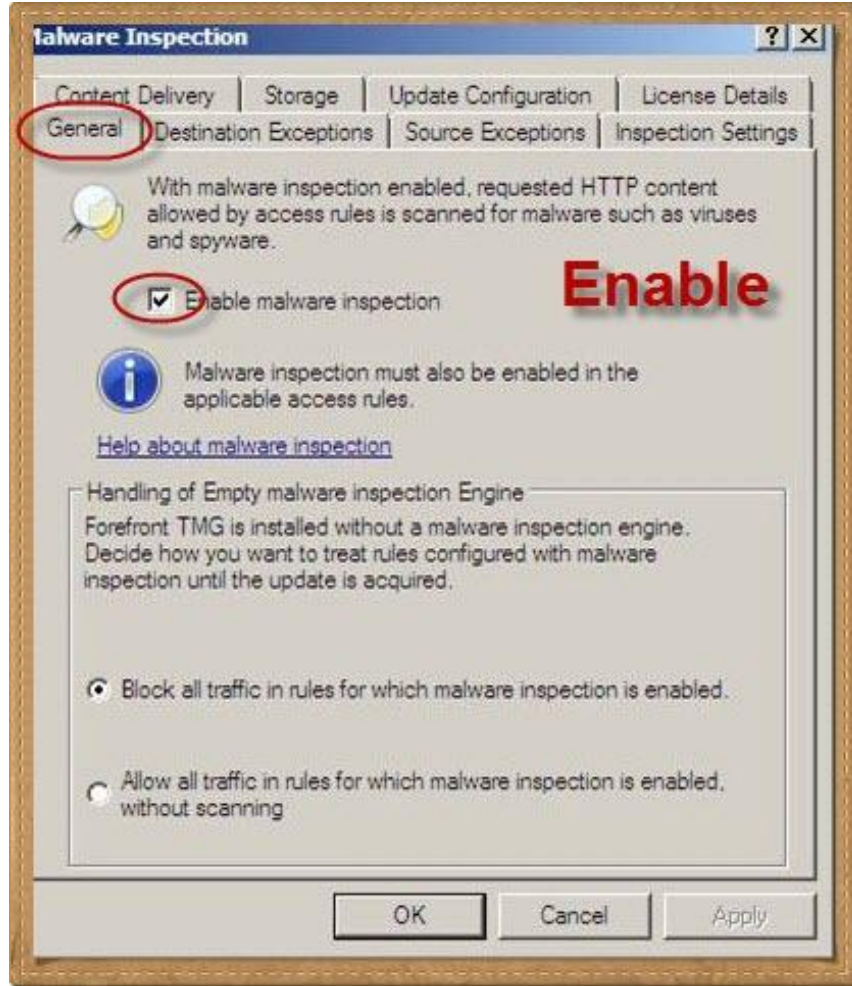 Malware Inspection
Content Delivery Storage Update Configuration License Details
General Destination Exceptions Source Exceptions Inspection Settings
With malware inspection enabled, requested HTTP content
allowed by access rules is scanned for malware such as viruses
and spyware.
Enable malware inspection
Enable
Malware inspection must also be enabled in the
applicable access rules.
Help about malware inspection
Handling of Empty malware inspection Engine
Forefront TMG is installed without a malware inspection engine.
Decide how you want to treat rules configured with malware
inspection until the update is acquired.
Block all traffic in rules for which malware inspection is enabled.
Allow all traffic in rules for which malware inspection is enabled,
without scanning
OK Cancel Apply